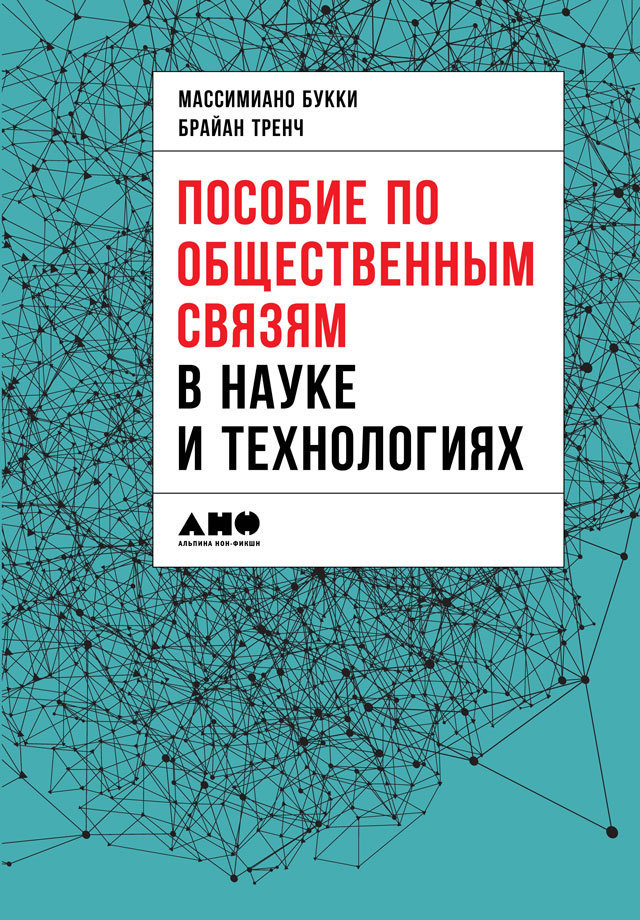 МАССИМИАНО БУККИ
БРАЙАН ТРЕНЧ
ПОСОБИЕ ПО
ОБЩЕСТВЕННЫМ
СВЯЗЯМ
В НАУКЕ
И ТЕХНОЛОГИЯХ
АНФ
АЛЬПИНА НОН-ФИКШН